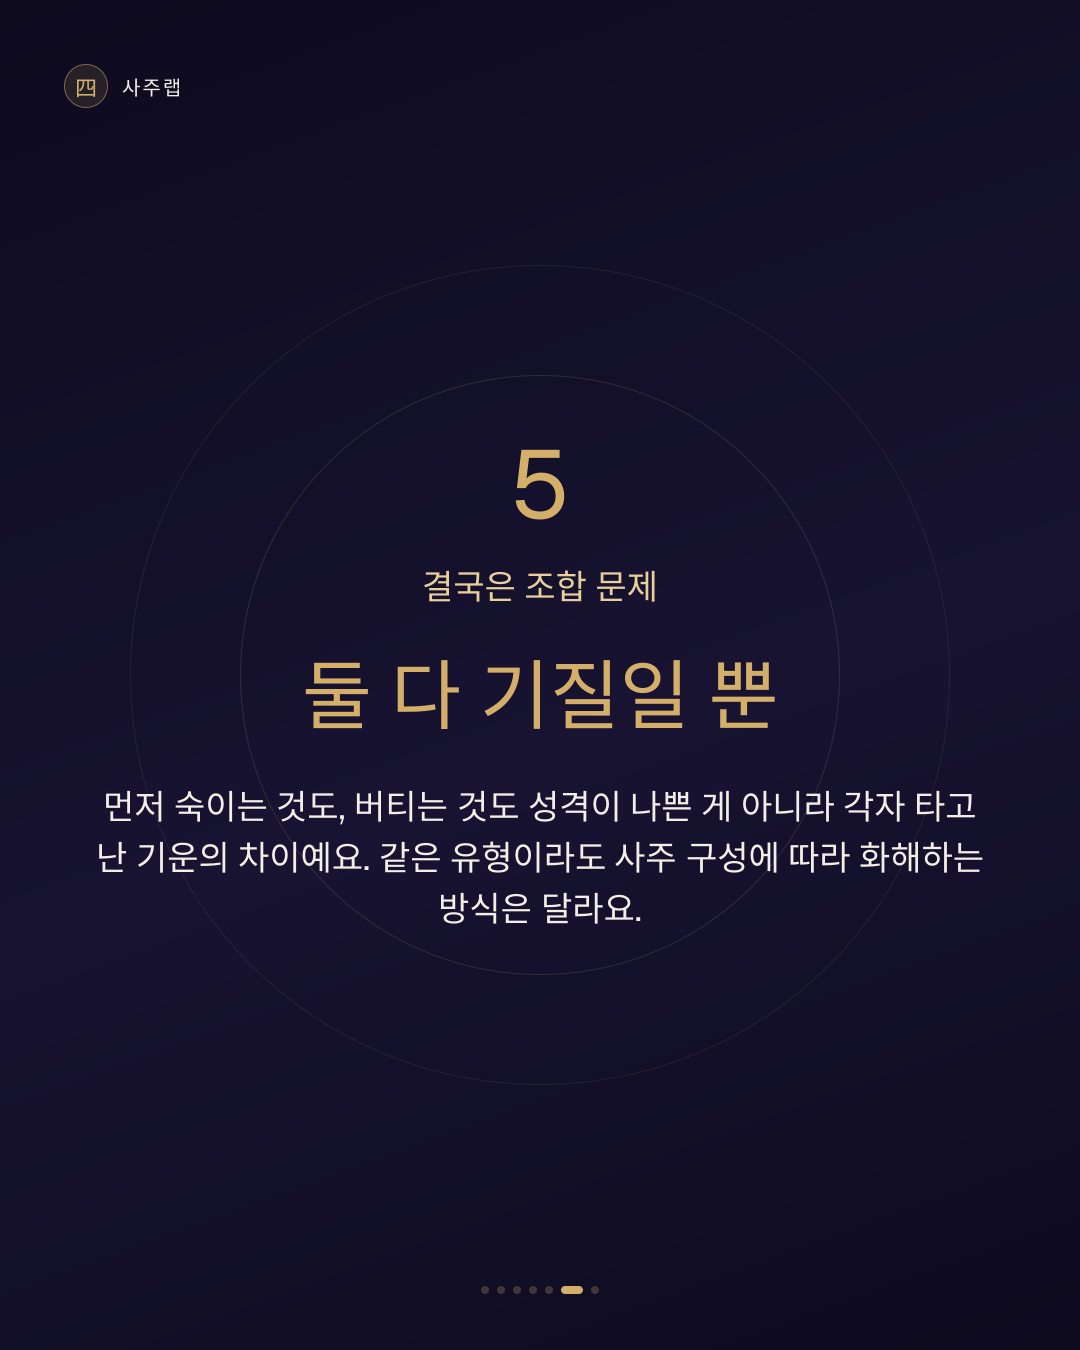 四 사주랩
5
결국은 조합 문제
둘 다 기질일 뿐
먼저 숙이는 것도, 버티는 것도 성격이 나쁜 게 아니라 각자 타고
난 기운의 차이예요. 같은 유형이라도 사주 구성에 따라 화해하는
방식은 달라요.